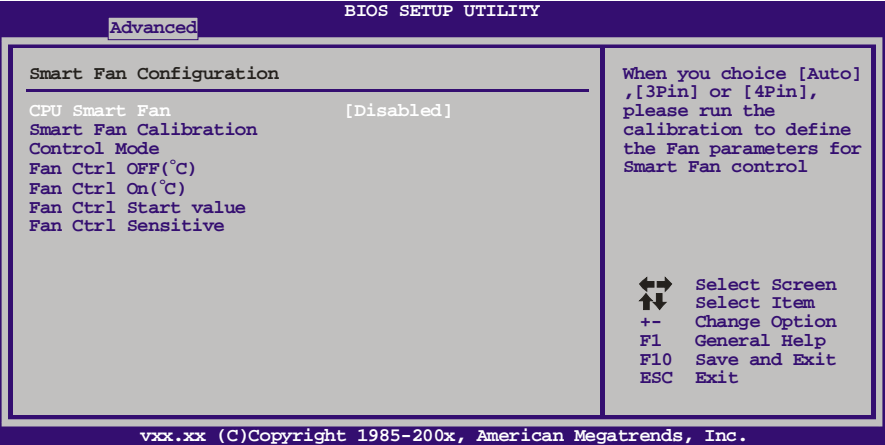 BIOS SETUP UTILITY
Advanced
Smart Fan Configuration
CPU Smart Fan [Disabled]
Smart Fan Calibration
Control Mode
Fan Ctrl OFF(°C)
Fan Ctrl On(°C)
Fan Ctrl Start value
Fan Ctrl Sensitive
When you choice [Auto]
,[3Pin] or [4Pin],
please run the
calibration to define
the Fan parameters for
Smart Fan control
Select Screen
Select Item
+- Change Option
F1 General Help
F10 Save and Exit
ESC Exit
vxx.xx (C)Copyright 1985-200x, American Megatrends, Inc.